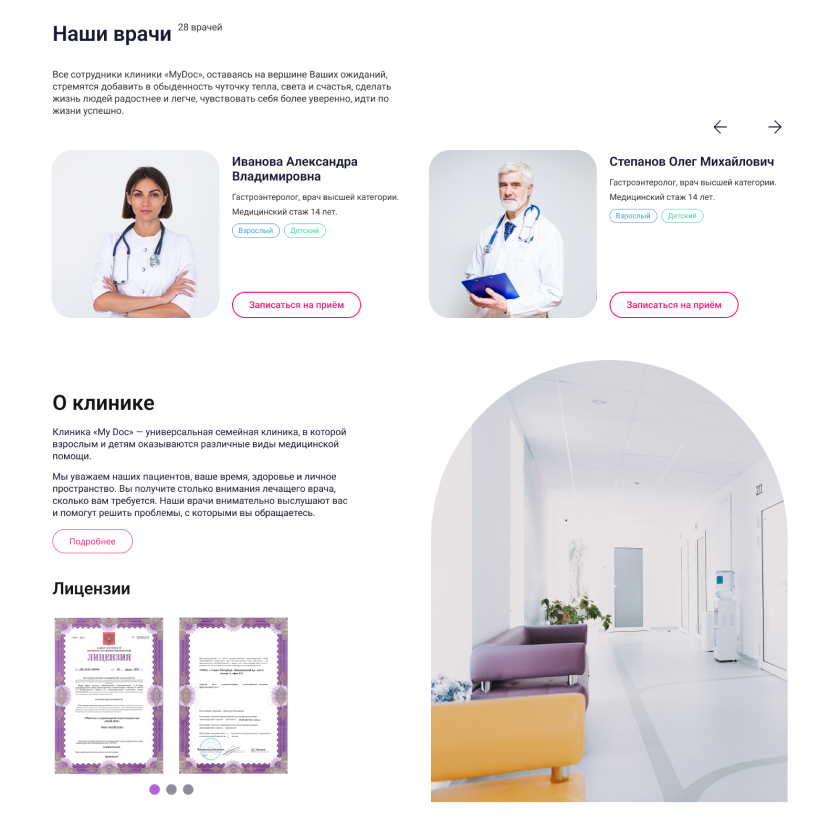 Наши врачи 28 врачей
Все сотрудники клиники «MyDoc», оставаясь на вершине Ваших ожиданий,
стремятся добавить в обыденность чуточку тепла, света и счастья, сделать
жизнь людей радостнее и легче, чувствовать себя более уверенно, идти по
жизни успешно.
Иванова Александра
Владимировна
Гастроэнтеролог, врач высшей категории.
Медицинский стаж 14 лет.
Взрослый Детский
Записаться на приём
Степанов Олег Михайлович
Гастроэнтеролог, врач высшей категории.
Медицинский стаж 14 лет.
Взрослый Детский
Записаться на приём
О клинике
Клиника «My Doc» — универсальная семейная клиника, в которой
взрослым и детям оказываются различные виды медицинской
помощи.
Мы уважаем наших пациентов, ваше время, здоровье и личное
пространство. Вы получите столько внимания лечащего врача,
сколько вам требуется. Наши врачи внимательно выслушают вас
и помогут решить проблемы, с которыми вы обращаетесь.
Подробнее
Лицензии
ЛИЦЕНЗИЯ